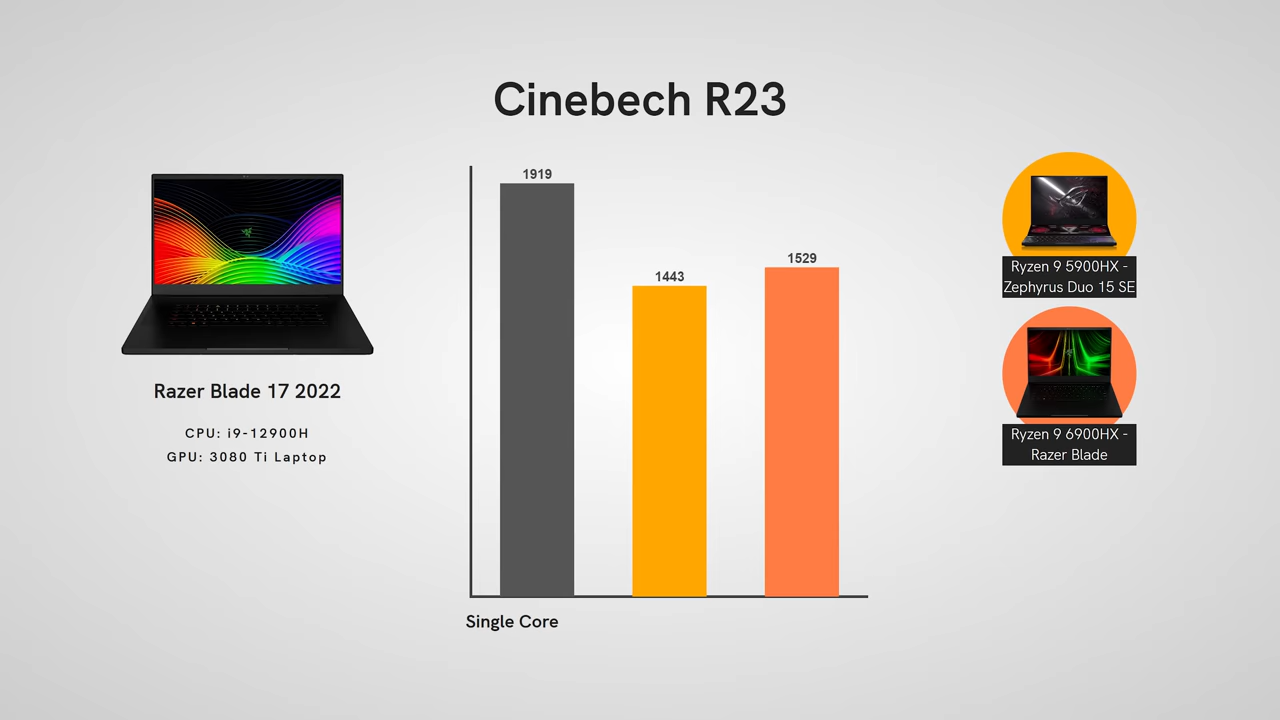 Cinebech R23
Razer Blade 17 2022
CPU: i9-12900H
GPU: 3080 Ti Laptop
1919
1443
1529
Single Core
Ryzen 9 5900HX -
Zephyrus Duo 15 SE
Ryzen 9 6900HX -
Razer Blade